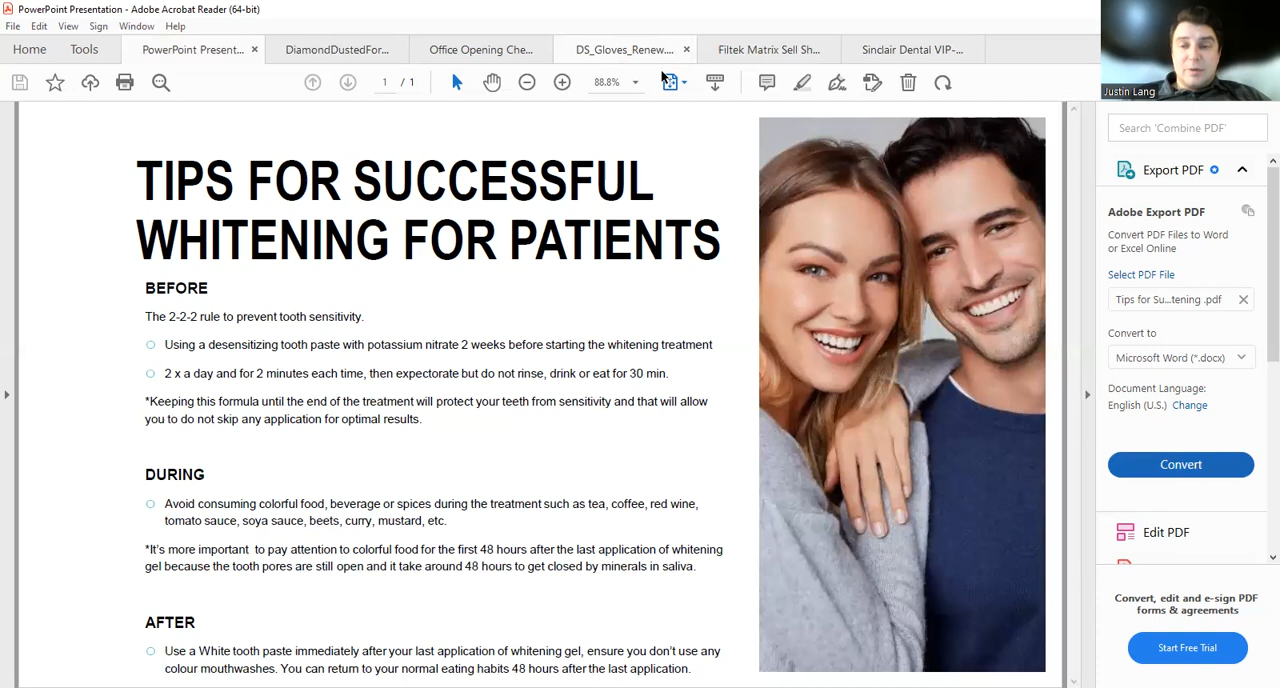 PowerPoint Presentation - Adobe Acrobat Reader (64-bit)
File Edit View Sign Window Help
Home Tools PowerPoint Present... × DiamondDustedFor... Office Opening Che... DS_Gloves_Renew.... × Filtek Matrix Sell Sh... Sinclair Dental VIP-...
1 / 1 88.8%
Justin Lang
TIPS FOR SUCCESSFUL
WHITENING FOR PATIENTS
BEFORE
The 2-2-2 rule to prevent tooth sensitivity.
Using a desensitizing tooth paste with potassium nitrate 2 weeks before starting the whitening treatment
2 x a day and for 2 minutes each time, then expectorate but do not rinse, drink or eat for 30 min.
*Keeping this formula until the end of the treatment will protect your teeth from sensitivity and that will allow
you to do not skip any application for optimal results.
DURING
Avoid consuming colorful food, beverage or spices during the treatment such as tea, coffee, red wine,
tomato sauce, soya sauce, beets, curry, mustard, etc.
*It's more important to pay attention to colorful food for the first 48 hours after the last application of whitening
gel because the tooth pores are still open and it take around 48 hours to get closed by minerals in saliva.
AFTER
Use a White tooth paste immediately after your last application of whitening gel, ensure you don't use any
colour mouthwashes. You can return to your normal eating habits 48 hours after the last application.
Search 'Combine PDF'
Export PDF
Adobe Export PDF
Convert PDF Files to Word
or Excel Online
Select PDF File
Tips for Su...tening .pdf
Convert to
Microsoft Word (*.docx)
Document Language:
English (U.S.) Change
Convert
Edit PDF
Convert, edit and e-sign PDF
forms & agreements
Start Free Trial